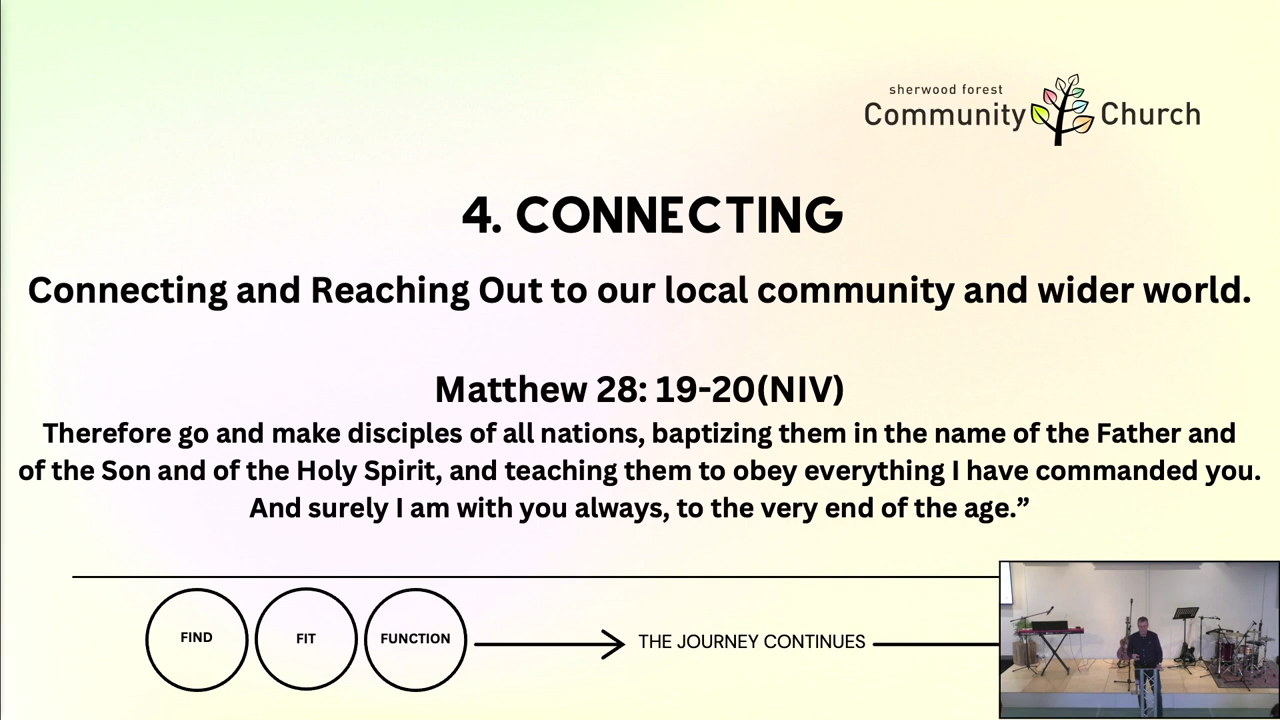 sherwood forest
Community Church
4. CONNECTING
Connecting and Reaching Out to our local community and wider world.
Matthew 28: 19-20(NIV)
Therefore go and make disciples of all nations, baptizing them in the name of the Father and
of the Son and of the Holy Spirit, and teaching them to obey everything I have commanded you.
And surely I am with you always, to the very end of the age.”
FIND
FIT
FUNCTION
THE JOURNEY CONTINUES